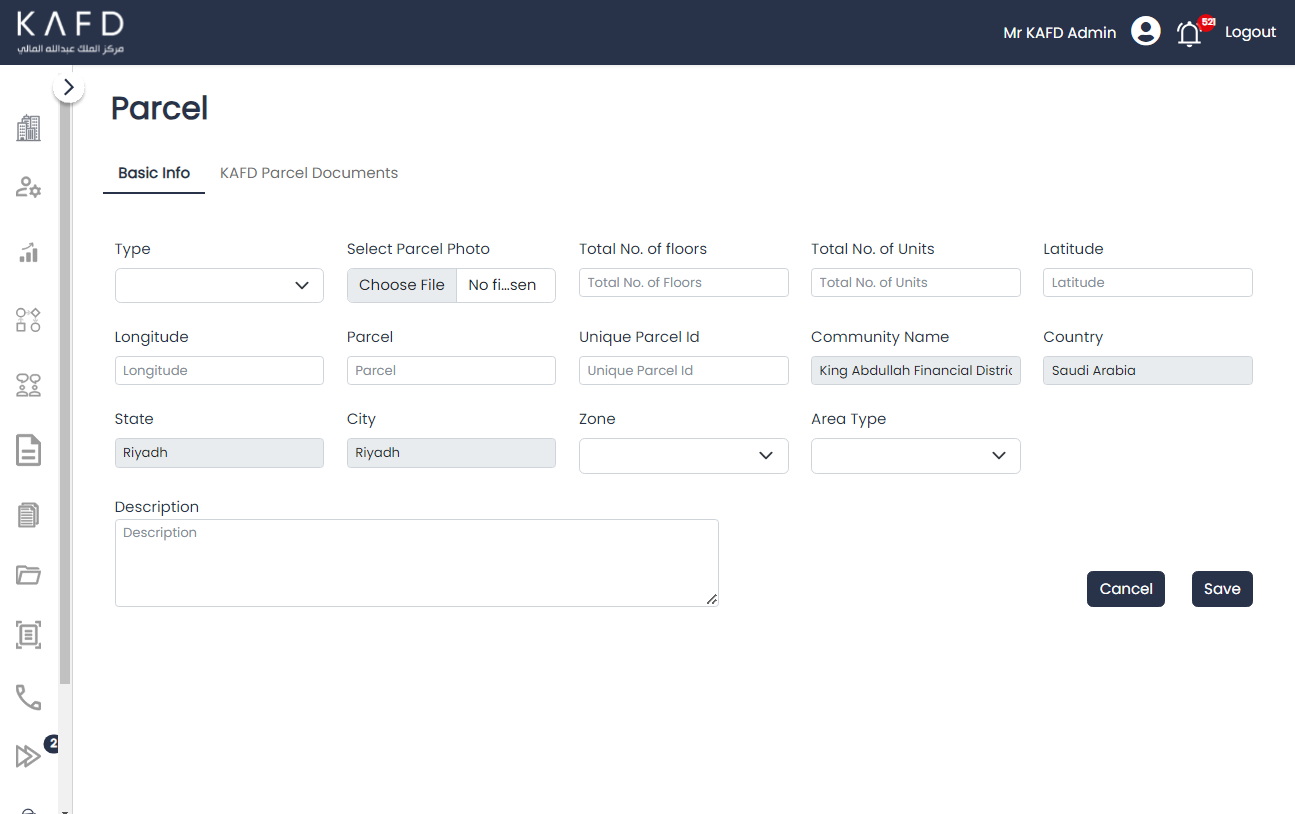 KAFD
مركز الملك عبدالله المالي
Mr KAFD Admin
521
Logout
Parcel
Basic Info
KAFD Parcel Documents
Type
Select Parcel Photo
Total No. of floors
Total No. of Units
Latitude
Choose File
No fi...sen
Total No. of Floors
Total No. of Units
Latitude
Longitude
Parcel
Unique Parcel Id
Community Name
Country
Longitude
Parcel
Unique Parcel Id
King Abdullah Financial Distric
Saudi Arabia
State
City
Zone
Area Type
Riyadh
Riyadh
Description
Description
Cancel
Save
2